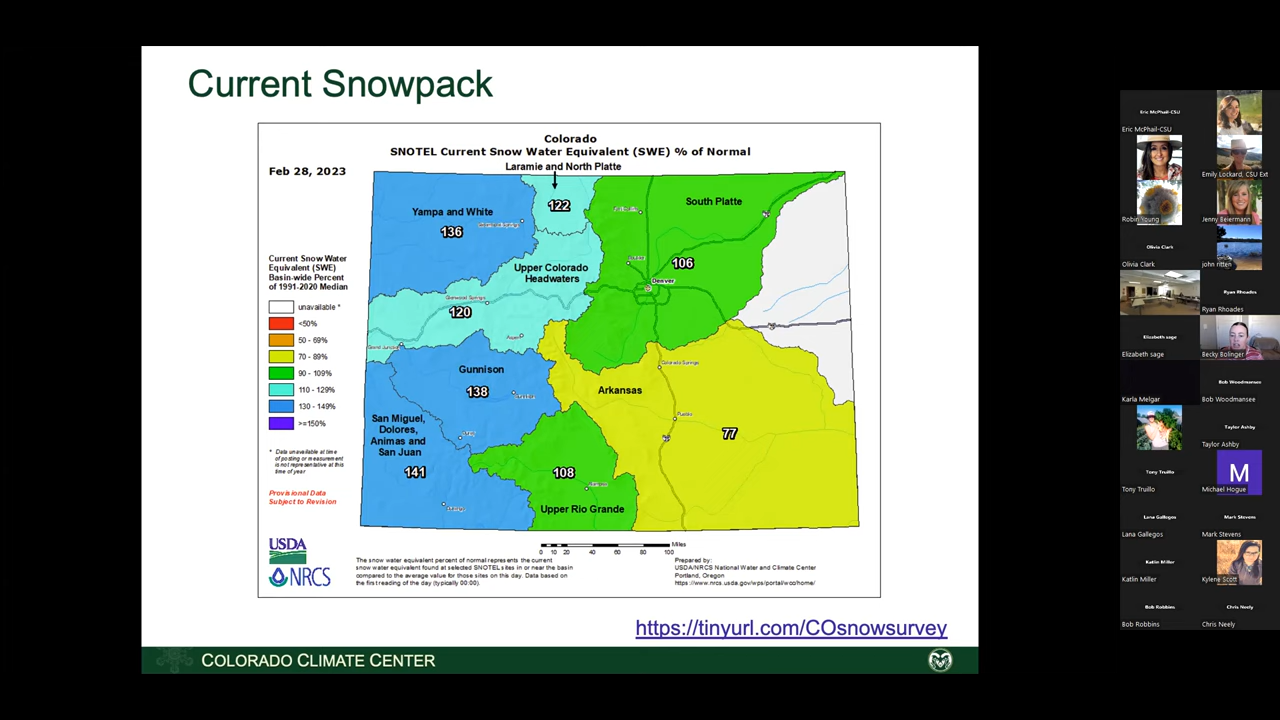 Current Snowpack
Colorado
SNOTEL Current Snow Water Equivalent (SWE) % of Normal
Feb 28, 2023
Laramie and North Platte
122
Yampa and White
136
South Platte
106
Denver
Upper Colorado
Headwaters
Glenwood Springs
120
Aspen
Grand Junction
Gunnison
138
Colorado Springs
Arkansas
Pueblo
77
San Miguel,
Dolores,
Animas and
San Juan
141
108
Upper Rio Grande
Current Snow Water
Equivalent (SWE)
Basin-wide Percent
of 1991-2020 Median
unavailable *
<50%
50 - 69%
70 - 89%
90 - 109%
110 - 129%
130 - 149%
>=150%
* Data unavailable at time
of posting or measurement
is not representative at this
time of year
Provisional Data
Subject to Revision
USDA
NRCS
Miles
0 10 20 40 60 80 100
The snow water equivalent percent of normal represents the current
snow water equivalent found at selected SNOTEL sites in or near the basin
compared to the average value for those sites on this day. Data based on
the first reading of the day (typically 00:00).
Prepared by:
USDA/NRCS National Water and Climate Center
Portland, Oregon
https://www.nrcs.usda.gov/wps/portal/wcc/home/
https://tinyurl.com/COsnowsurvey
COLORADO CLIMATE CENTER
Eric McPhail-CSU
Eric McPhail-CSU
Emily Lockard, CSU Ext
Robin Young
Jenny Beiermann
Olivia Clark
Olivia Clark
john ritten
Ryan Rhoades
Ryan Rhoades
Elizabeth sage
Elizabeth sage
Becky Bolinger
Karla Melgar
Bob Woodmansee
Bob Woodmansee
Taylor Ashby
Taylor Ashby
Tony Truillo
Tony Truillo
M
Michael Hogue
Lana Gallegos
Lana Gallegos
Mark Stevens
Mark Stevens
Katlin Miller
Katlin Miller
Kylene Scott
Bob Robbins
Bob Robbins
Chris Neely
Chris Neely